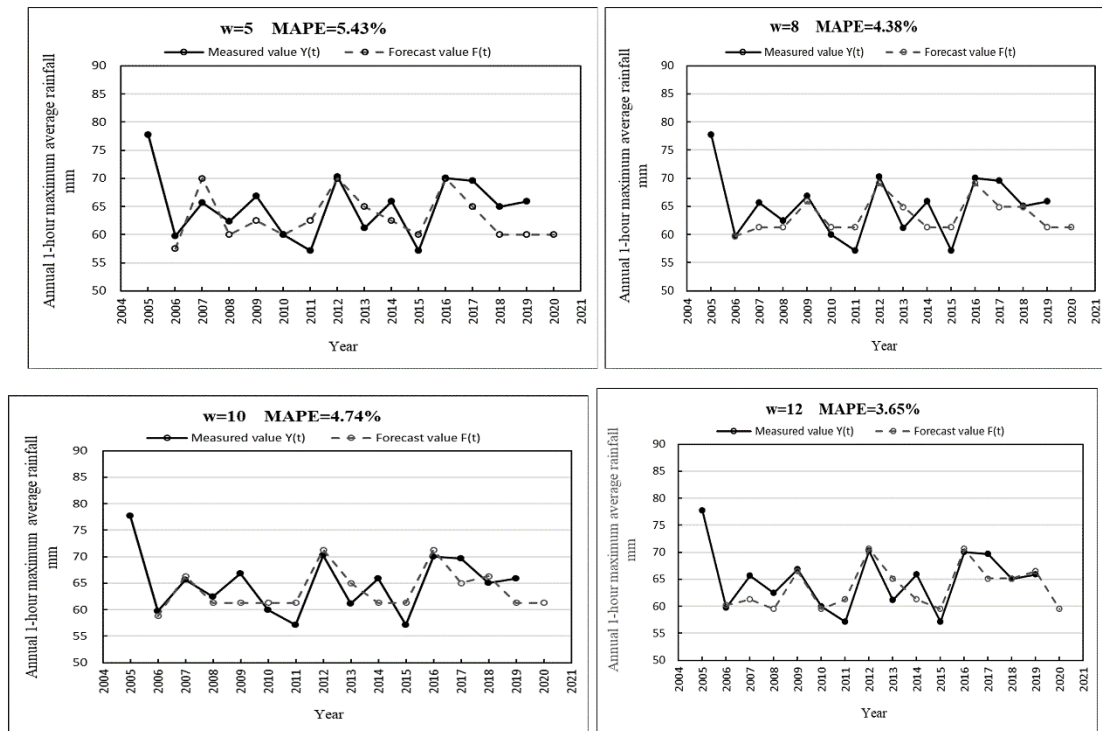 w=5 MAPE=5.43%
Measured value Y(t) Forecast value F(t)
Annual 1-hour maximum average rainfall
mm
90
85
80
75
70
65
60
55
50
2004 2005 2006 2007 2008 2009 2010 2011 2012 2013 2014 2015 2016 2017 2018 2019 2020 2021
Year
w=8 MAPE=4.38%
Measured value Y(t) Forecast value F(t)
Annual 1-hour maximum average rainfall
mm
90
85
80
75
70
65
60
55
50
2004 2005 2006 2007 2008 2009 2010 2011 2012 2013 2014 2015 2016 2017 2018 2019 2020 2021
Year
w=10 MAPE=4.74%
Measured value Y(t) Forecast value F(t)
Annual 1-hour maximum average rainfall
mm
90
85
80
75
70
65
60
55
50
2004 2005 2006 2007 2008 2009 2010 2011 2012 2013 2014 2015 2016 2017 2018 2019 2020 2021
Year
w=12 MAPE=3.65%
Measured value Y(t) Forecast value F(t)
Annual 1-hour maximum average rainfall
mm
90
85
80
75
70
65
60
55
50
2004 2005 2006 2007 2008 2009 2010 2011 2012 2013 2014 2015 2016 2017 2018 2019 2020 2021
Year